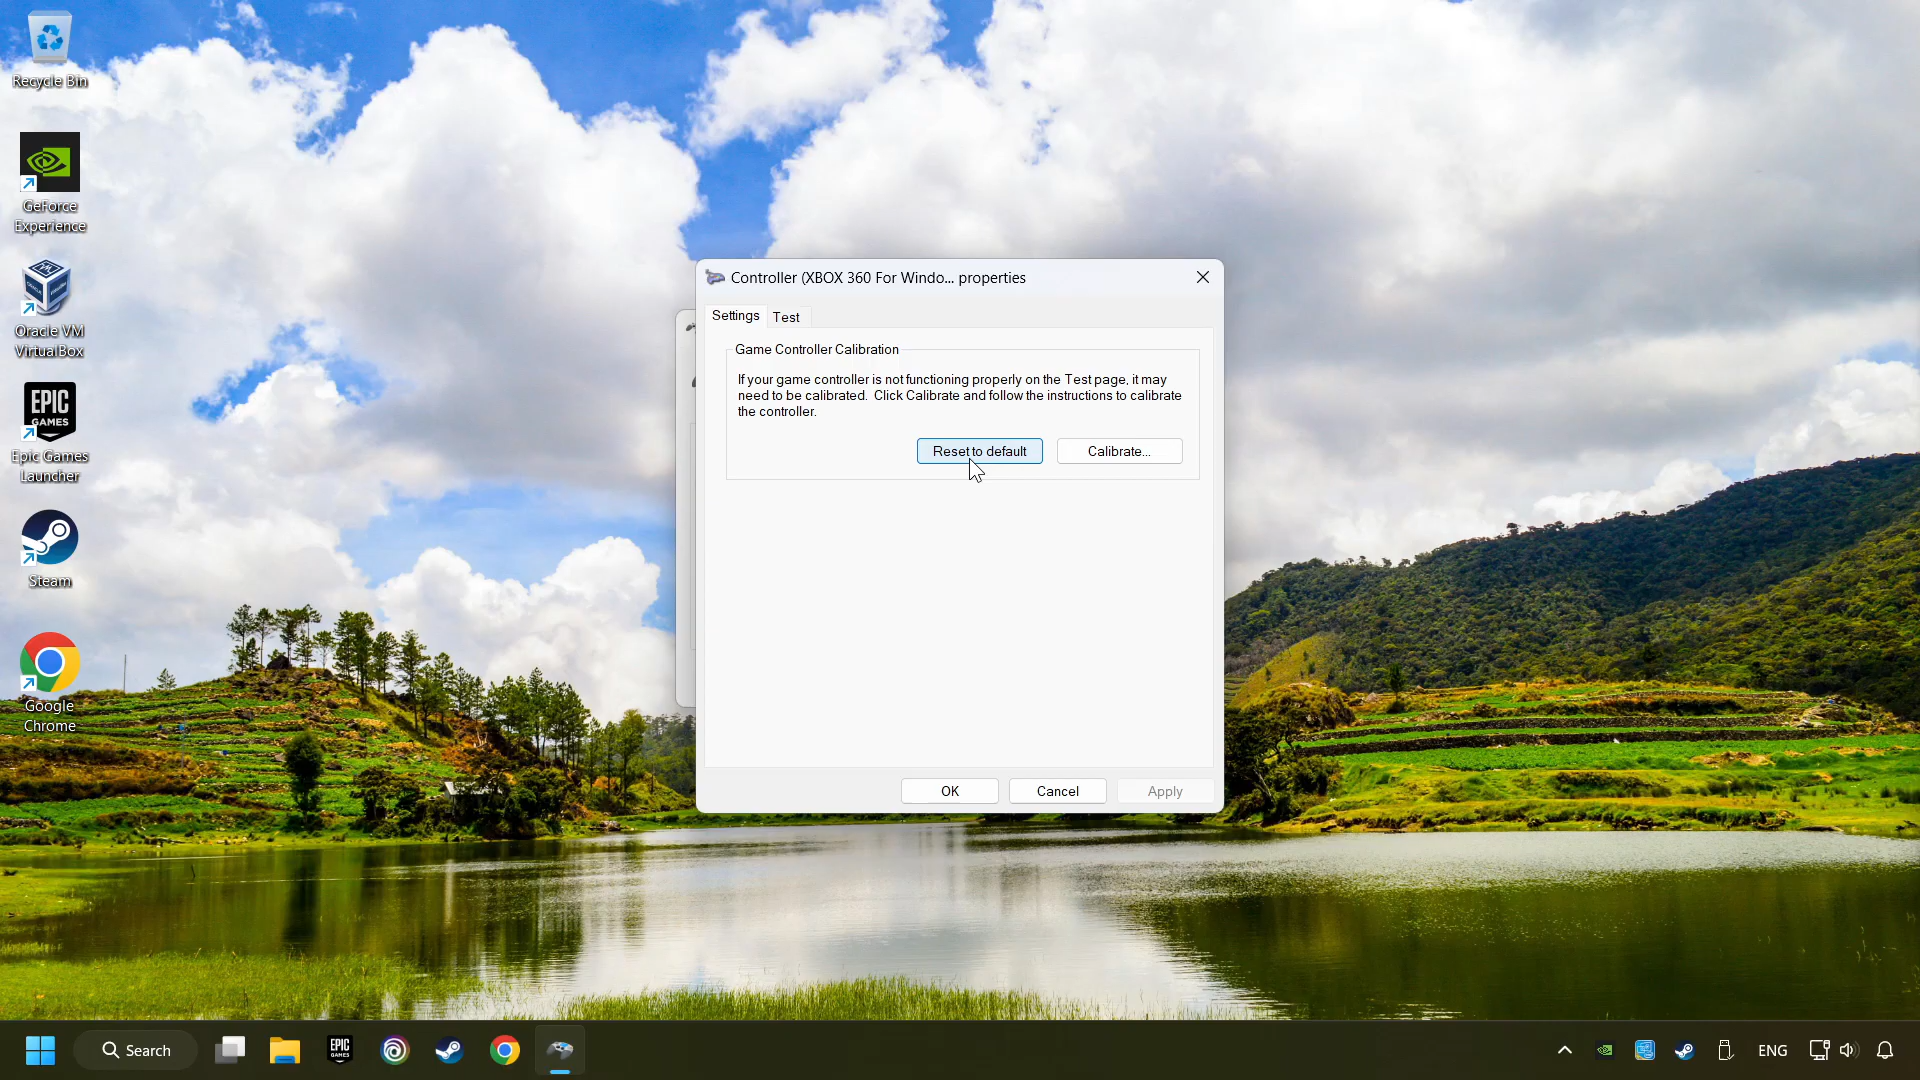 Recycle Bin
GeForce
Experience
Oracle VM
VirtualBox
EPIC
GAMES
Epic Games
Launcher
Steam
Google
Chrome
Controller (XBOX 360 For Windo... properties
Settings
Test
Game Controller Calibration
If your game controller is not functioning properly on the Test page, it may
need to be calibrated.  Click Calibrate and follow the instructions to calibrate
the controller.
Reset to default
Calibrate...
OK
Cancel
Apply
Search
EPIC
GAMES
ENG